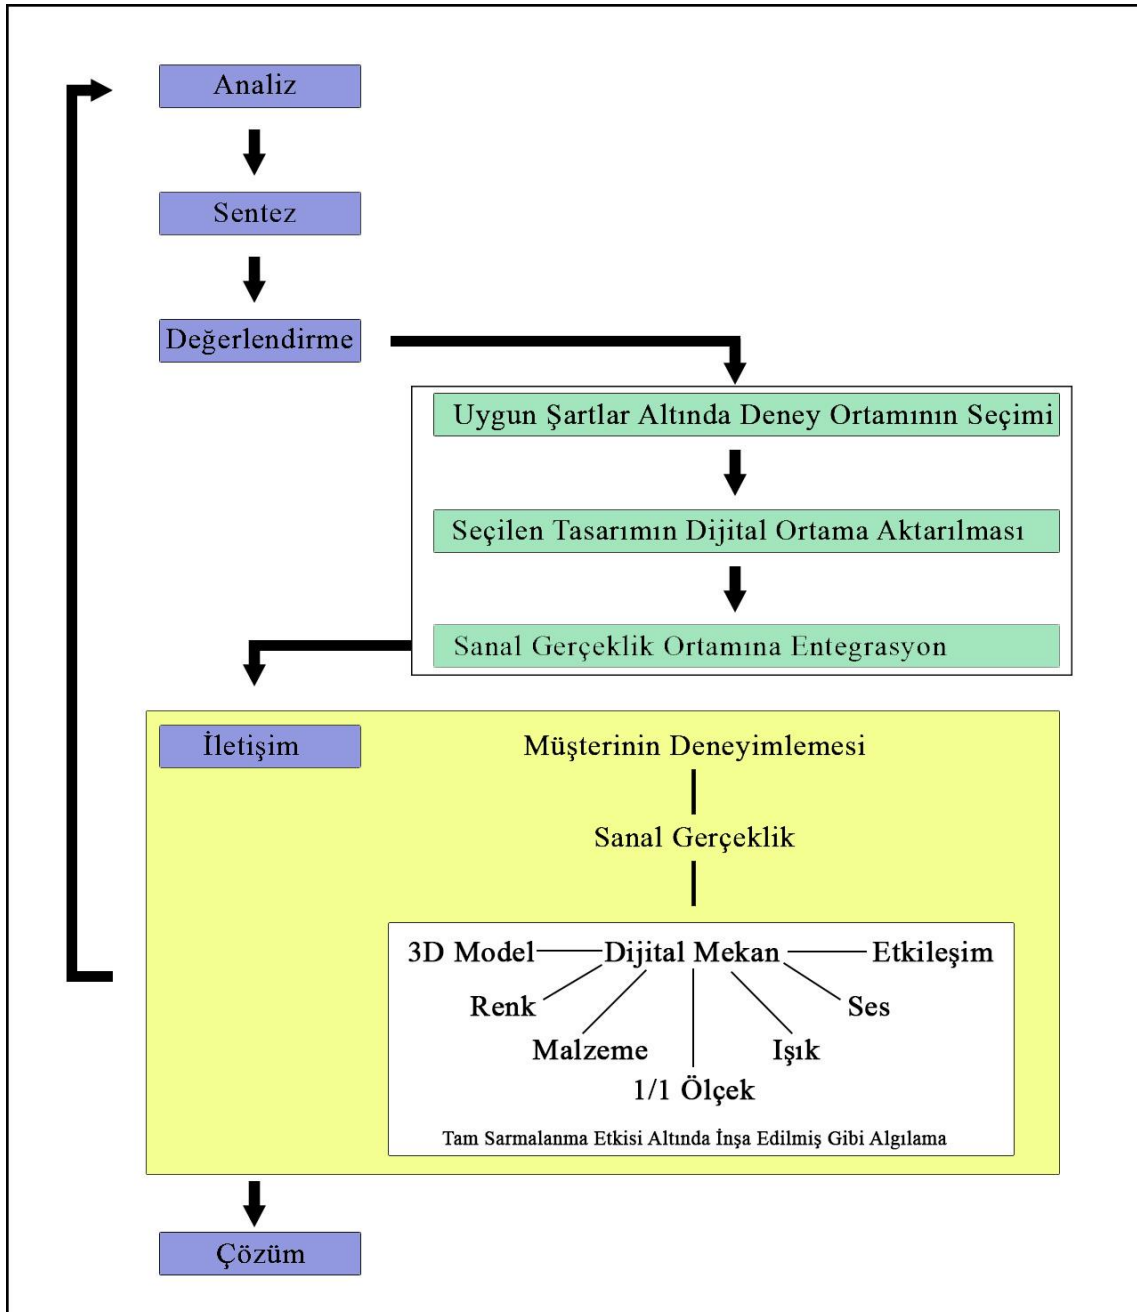 Analiz
Sentez
Değerlendirme
Uygun Şartlar Altında Deney Ortamının Seçimi
Seçilen Tasarımın Dijital Ortama Aktarılması
Sanal Gerçeklik Ortamına Entegrasyon
İletişim
Müşterinin Deneyimlemesi
Sanal Gerçeklik
3D Model
Dijital Mekan
Etkileşim
Renk
Ses
Malzeme
Işık
1/1 Ölçek
Tam Sarmalanma Etkisi Altında İnşa Edilmiş Gibi Algılama
Çözüm